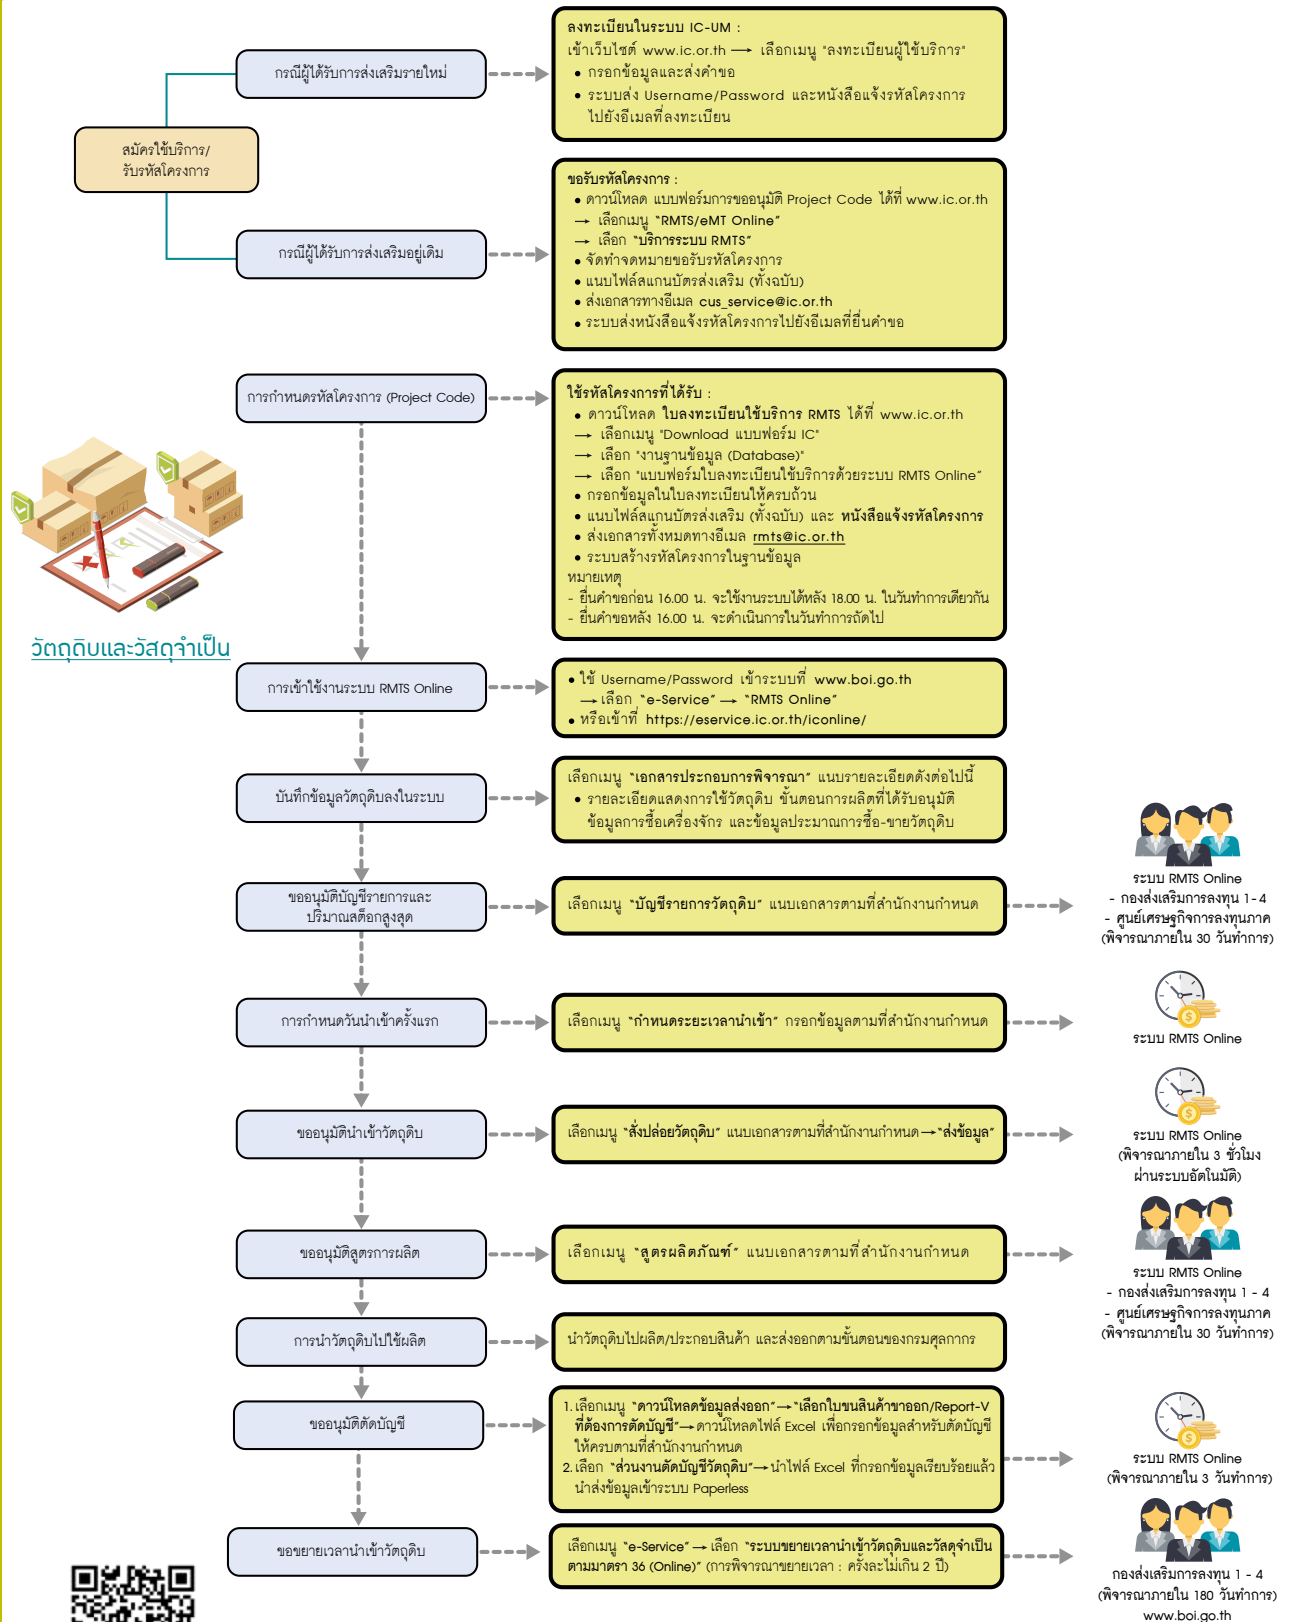 ลงทะเบียนในระบบ IC-UM :
เข้าเว็บไซต์ www.ic.or.th → เลือกเมนู "ลงทะเบียนผู้ใช้บริการ"
• กรอกข้อมูลและส่งคำขอ
• ระบบส่ง Username/Password และหนังสือแจ้งรหัสโครงการ
ไปยังอีเมลที่ลงทะเบียน
กรณีผู้ได้รับการส่งเสริมรายใหม่
สมัครใช้บริการ/
รับรหัสโครงการ
กรณีผู้ได้รับการส่งเสริมอยู่เดิม
ขอรับรหัสโครงการ :
• ดาวน์โหลด แบบฟอร์มการขออนุมัติ Project Code ได้ที่ www.ic.or.th
→ เลือกเมนู "RMTS/eMT Online"
→ เลือก "บริการระบบ RMTS"
• จัดทำจดหมายขอรับรหัสโครงการ
• แนบไฟล์สแกนบัตรส่งเสริม (ทั้งฉบับ)
• ส่งเอกสารทางอีเมล cus_service@ic.or.th
• ระบบส่งหนังสือแจ้งรหัสโครงการไปยังอีเมลที่ยื่นคำขอ
การกำหนดรหัสโครงการ (Project Code)
ใช้รหัสโครงการที่ได้รับ :
• ดาวน์โหลด ใบลงทะเบียนใช้บริการ RMTS ได้ที่ www.ic.or.th
→ เลือกเมนู "Download แบบฟอร์ม IC"
→ เลือก "งานฐานข้อมูล (Database)"
→ เลือก "แบบฟอร์มใบลงทะเบียนใช้บริการด้วยระบบ RMTS Online"
• กรอกข้อมูลในใบลงทะเบียนให้ครบถ้วน
• แนบไฟล์สแกนบัตรส่งเสริม (ทั้งฉบับ) และ หนังสือแจ้งรหัสโครงการ
• ส่งเอกสารทั้งหมดทางอีเมล rmts@ic.or.th
• ระบบสร้างรหัสโครงการในฐานข้อมูล
หมายเหตุ
- ยื่นคำขอก่อน 16.00 น. จะใช้งานระบบได้หลัง 18.00 น. ในวันทำการเดียวกัน
- ยื่นคำขอหลัง 16.00 น. จะดำเนินการในวันทำการถัดไป
วัตถุดิบและวัสดุจำเป็น
การเข้าใช้งานระบบ RMTS Online
• ใช้ Username/Password เข้าระบบที่ www.boi.go.th
→ เลือก "e-Service" → "RMTS Online"
• หรือเข้าที่ https://eservice.ic.or.th/iconline/
บันทึกข้อมูลวัตถุดิบลงในระบบ
เลือกเมนู "เอกสารประกอบการพิจารณา" แนบรายละเอียดดังต่อไปนี้
• รายละเอียดแสดงการใช้วัตถุดิบ ขั้นตอนการผลิตที่ได้รับอนุมัติ
ข้อมูลการซื้อเครื่องจักร และข้อมูลประมาณการซื้อ-ขายวัตถุดิบ
ขออนุมัติบัญชีรายการและ
ปริมาณสต็อกสูงสุด
เลือกเมนู "บัญชีรายการวัตถุดิบ" แนบเอกสารตามที่สำนักงานกำหนด
ระบบ RMTS Online
- กองส่งเสริมการลงทุน 1-4
- ศูนย์เศรษฐกิจการลงทุนภาค
(พิจารณาภายใน 30 วันทำการ)
การกำหนดวันนำเข้าครั้งแรก
เลือกเมนู "กำหนดระยะเวลานำเข้า" กรอกข้อมูลตามที่สำนักงานกำหนด
ระบบ RMTS Online
ขออนุมัตินำเข้าวัตถุดิบ
เลือกเมนู "สั่งปล่อยวัตถุดิบ" แนบเอกสารตามที่สำนักงานกำหนด → "ส่งข้อมูล"
ระบบ RMTS Online
(พิจารณาภายใน 3 ชั่วโมง
ผ่านระบบอัตโนมัติ)
ขออนุมัติสูตรการผลิต
เลือกเมนู "สูตรผลิตภัณฑ์" แนบเอกสารตามที่สำนักงานกำหนด
ระบบ RMTS Online
- กองส่งเสริมการลงทุน 1 - 4
- ศูนย์เศรษฐกิจการลงทุนภาค
(พิจารณาภายใน 30 วันทำการ)
การนำวัตถุดิบไปใช้ผลิต
นำวัตถุดิบไปผลิต/ประกอบสินค้า และส่งออกตามขั้นตอนของกรมศุลกากร
ขออนุมัติตัดบัญชี
1. เลือกเมนู "ดาวน์โหลดข้อมูลส่งออก" → "เลือกใบขนสินค้าขาออก/Report-V
ที่ต้องการตัดบัญชี" → ดาวน์โหลดไฟล์ Excel เพื่อกรอกข้อมูลสำหรับตัดบัญชี
ให้ครบตามที่สำนักงานกำหนด
2. เลือก "ส่วนงานตัดบัญชีวัตถุดิบ" → นำไฟล์ Excel ที่กรอกข้อมูลเรียบร้อยแล้ว
นำส่งข้อมูลเข้าระบบ Paperless
ระบบ RMTS Online
(พิจารณาภายใน 3 วันทำการ)
ขอขยายเวลานำเข้าวัตถุดิบ
เลือกเมนู "e-Service" → เลือก "ระบบขยายเวลานำเข้าวัตถุดิบและวัสดุจำเป็น
ตามมาตรา 36 (Online)" (การพิจารณาขยายเวลา : ครั้งละไม่เกิน 2 ปี)
กองส่งเสริมการลงทุน 1 - 4
(พิจารณาภายใน 180 วันทำการ)
www.boi.go.th